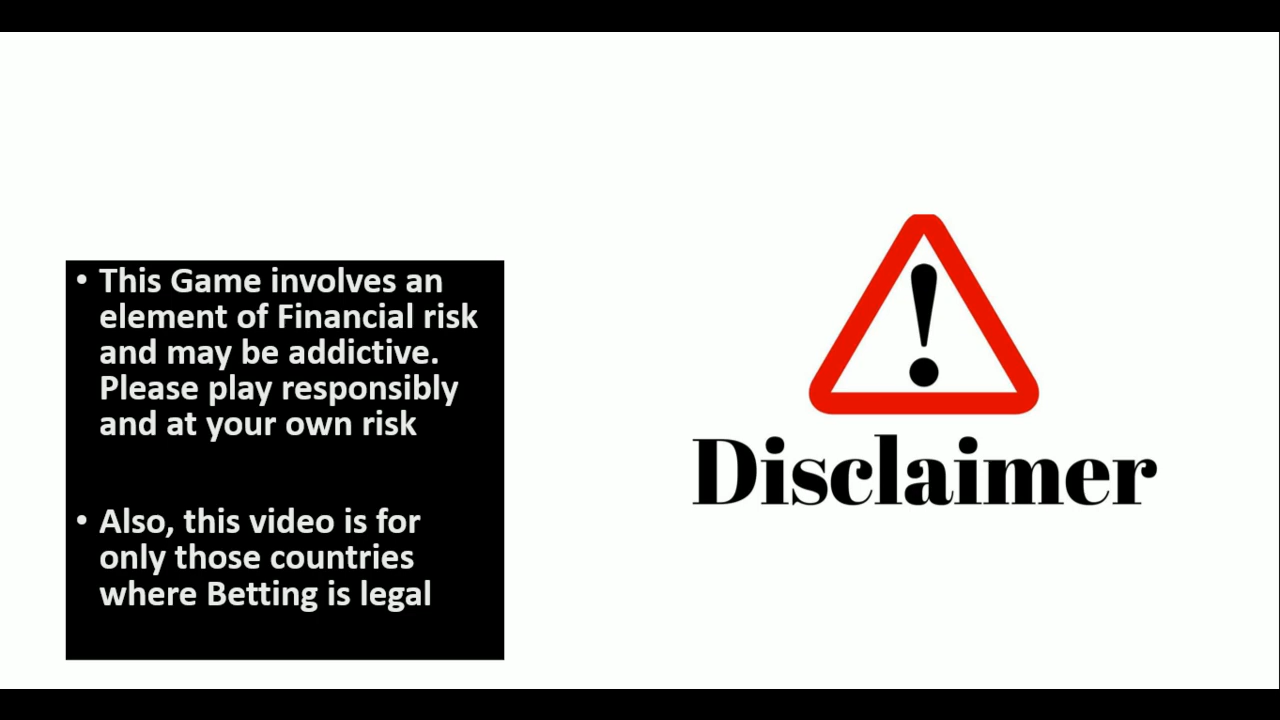 • This Game involves an
element of Financial risk
and may be addictive.
Please play responsibly
and at your own risk
• Also, this video is for
only those countries
where Betting is legal
Disclaimer